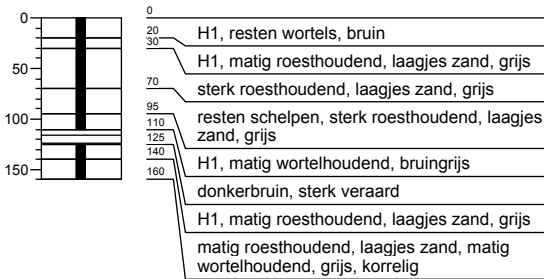 0
50
100
150
0
20
30
70
95
110
125
140
160
H1, resten wortels, bruin
H1, matig roesthoudend, laagjes zand, grijs
sterk roesthoudend, laagjes zand, grijs
resten schelpen, sterk roesthoudend, laagjes
zand, grijs
H1, matig wortelhoudend, bruingrijs
donkerbruin, sterk veraard
H1, matig roesthoudend, laagjes zand, grijs
matig roesthoudend, laagjes zand, matig
wortelhoudend, grijs, korrelig